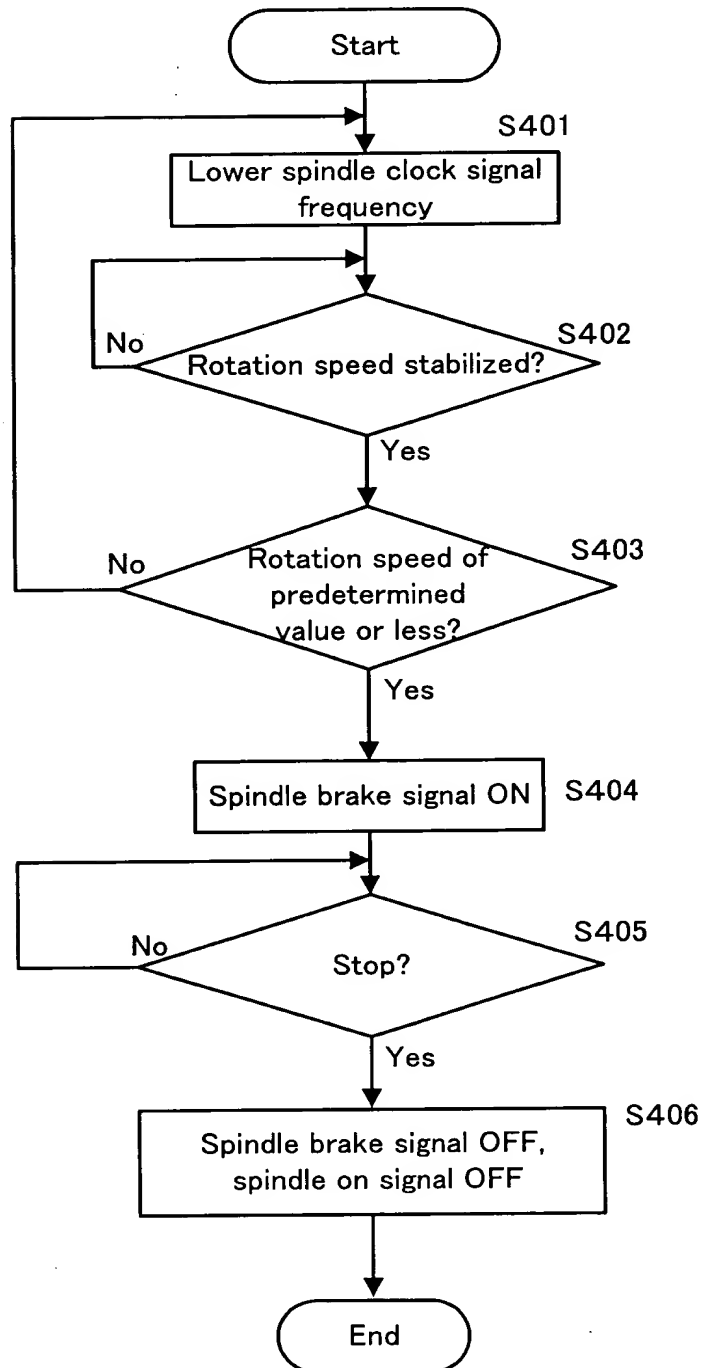 Start
S401
Lower spindle clock signal
frequency
No
S402
Rotation speed stabilized?
Yes
No
S403
Rotation speed of
predetermined
value or less?
Yes
Spindle brake signal ON
S404
No
S405
Stop?
Yes
S406
Spindle brake signal OFF,
spindle on signal OFF
End